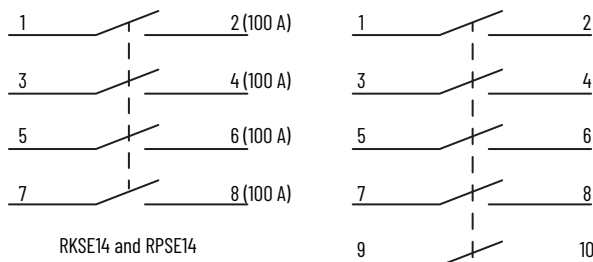 1 2 (100 A)
3 4 (100 A)
5 6 (100 A)
7 8 (100 A)
RKSE14 and RPSE14
1 2
3 4
5 6
7 8
9 10